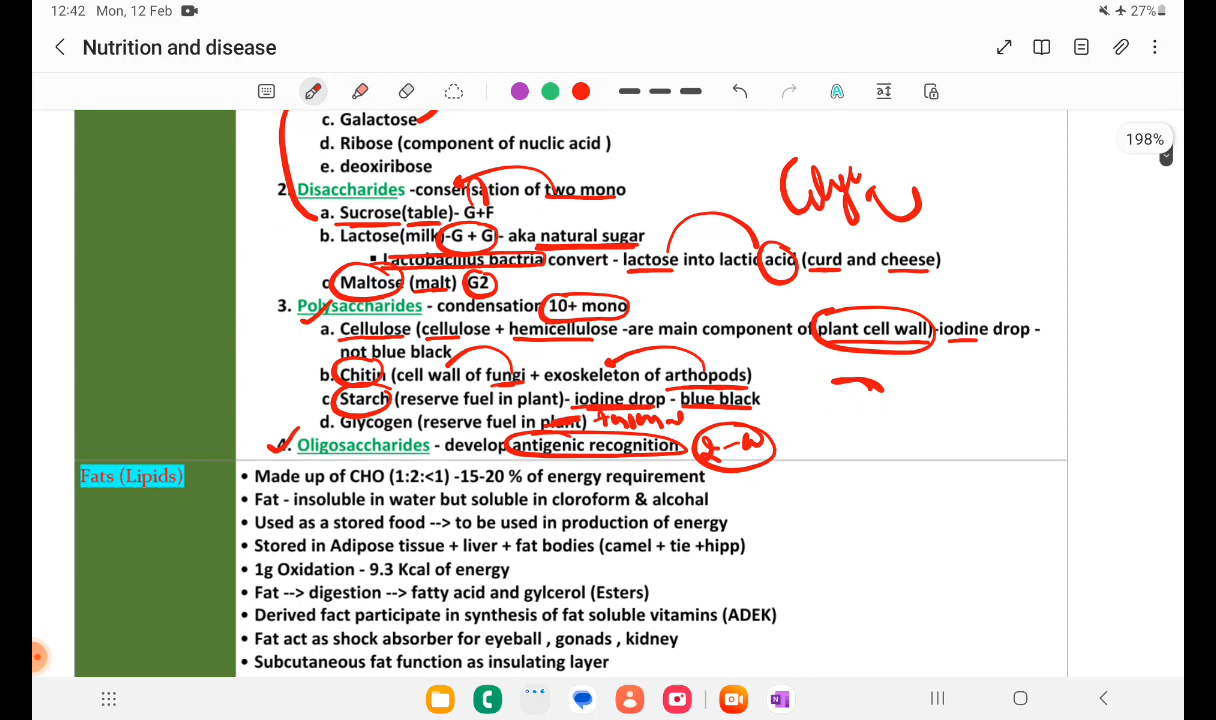 12:42 Mon, 12 Feb
27%
Nutrition and disease
198%
c. Galactose
d. Ribose (component of nuclic acid )
e. deoxiribose
2. Disaccharides -consensation of two mono
a. Sucrose(table)- G+F
b. Lactose(milk)-G + G - aka natural sugar
▪ Lactobacillus bactria convert - lactose into lactic acid (curd and cheese)
c. Maltose (malt) G2
3. Polysaccharides - condensation 10+ mono
a. Cellulose (cellulose + hemicillulose -are main component of plant cell wall)-iodine drop -
not blue black
b. Chitin (cell wall of fungi + exoskeleton of arthopods)
c. Starch (reserve fuel in plant)- iodine drop - blue black
d. Glycogen (reserve fuel in plant)
4. Oligosaccharides - develop antigenic recognition
Fats (Lipids)
• Made up of CHO (1:2:<1) -15-20 % of energy requirement
• Fat - insoluble in water but soluble in cloroform & alcohal
• Used as a stored food --> to be used in production of energy
• Stored in Adipose tissue + liver + fat bodies (camel + tie +hipp)
• 1g Oxidation - 9.3 Kcal of energy
• Fat --> digestion --> fatty acid and gylcerol (Esters)
• Derived fact participate in synthesis of fat soluble vitamins (ADEK)
• Fat act as shock absorber for eyeball , gonads , kidney
• Subcutaneous fat function as insulating layer